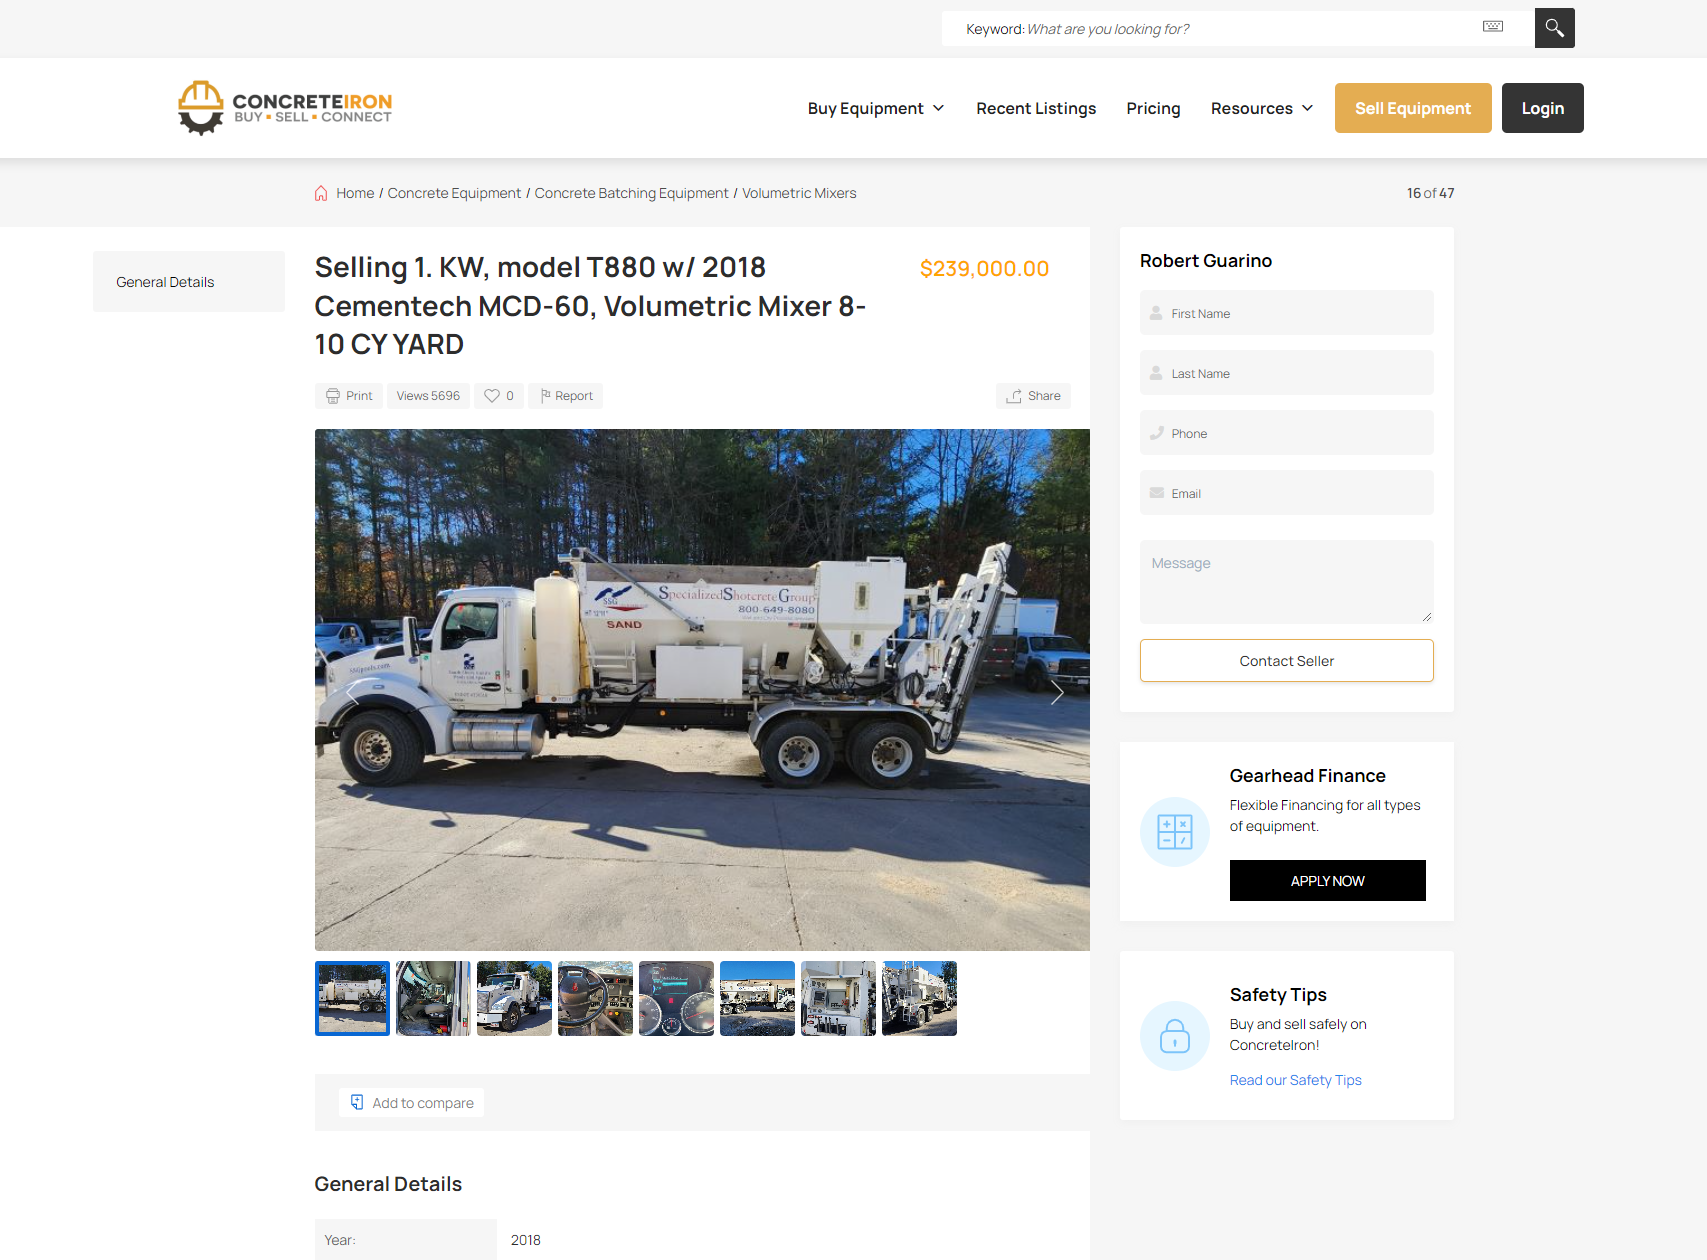 Keyword: What are you looking for?
CONCRETEIRON
BUY • SELL • CONNECT
Buy Equipment
Recent Listings
Pricing
Resources
Sell Equipment
Login
Home / Concrete Equipment / Concrete Batching Equipment / Volumetric Mixers
16 of 47
General Details
Selling 1. KW, model T880 w/ 2018
Cementech MCD-60, Volumetric Mixer 8-
10 CY YARD
$239,000.00
Print
Views 5696
0
Report
Share
SSG
Specialized Shotcrete Group
800-649-8080
SAND
Add to compare
General Details
Year:
2018
Robert Guarino
First Name
Last Name
Phone
Email
Message
Contact Seller
Gearhead Finance
Flexible Financing for all types
of equipment.
APPLY NOW
Safety Tips
Buy and sell safely on
ConcreteIron!
Read our Safety Tips